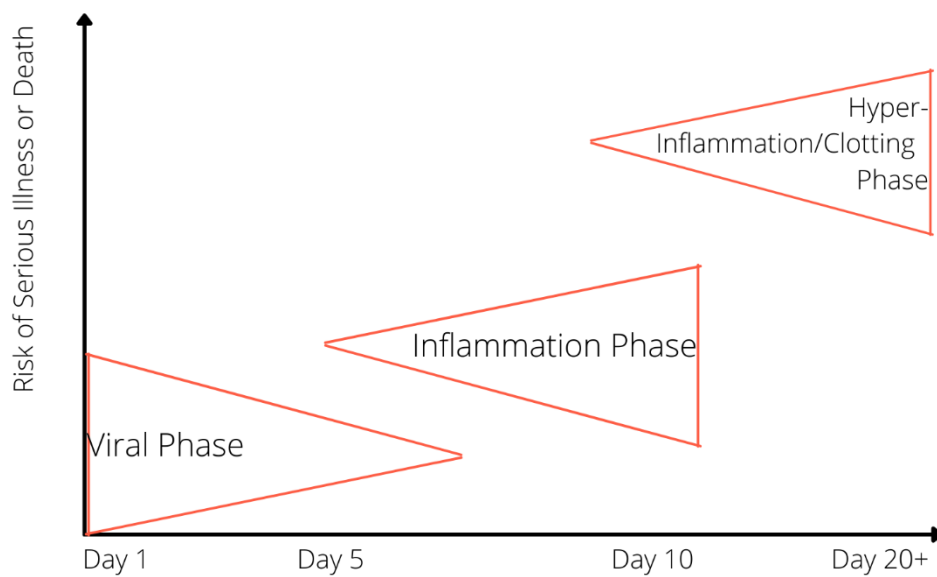 Risk of Serious Illness or Death
Hyper-
Inflammation/Clotting
Phase
Inflammation Phase
Viral Phase
Day 1
Day 5
Day 10
Day 20+